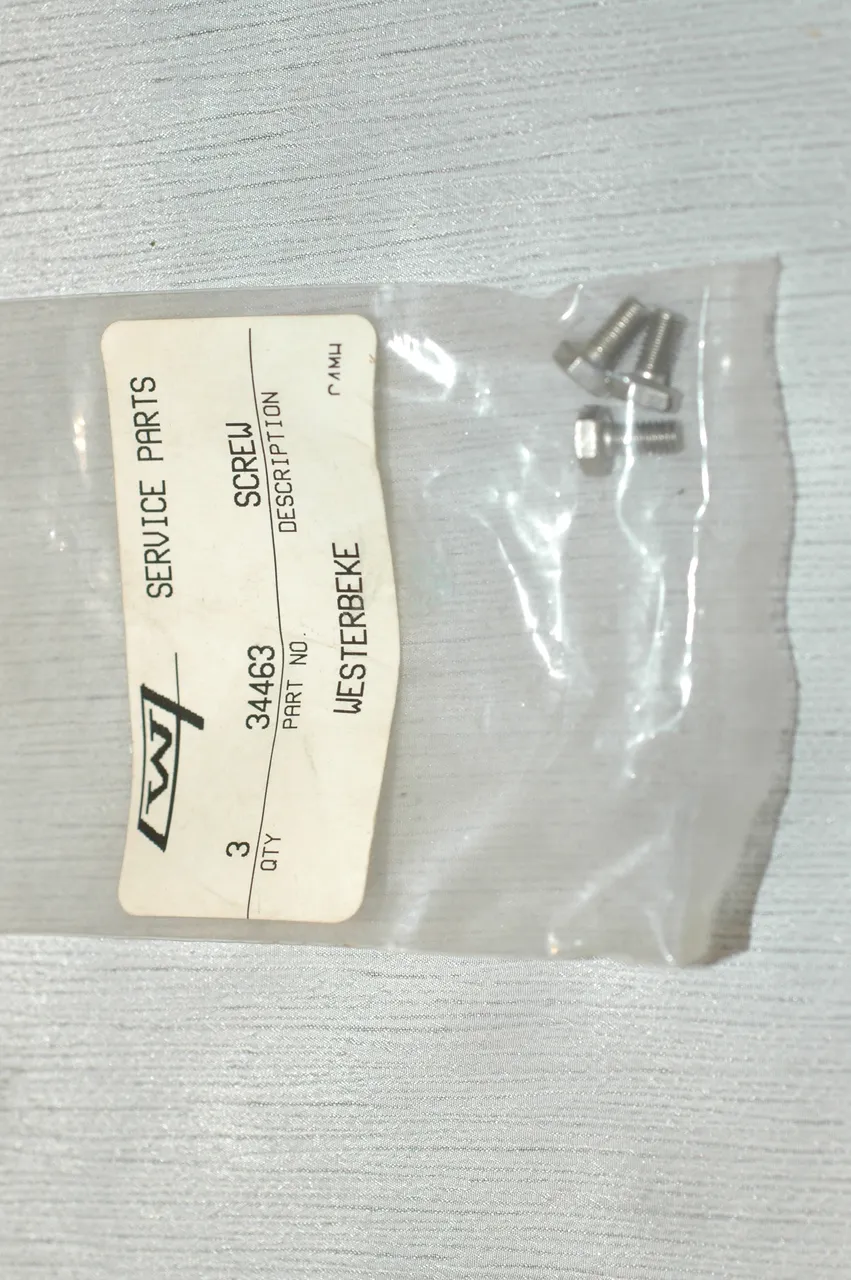 SERVICE PARTS
3 34463 SCREW
QTY PART NO. DESCRIPTION
WESTERBEKE